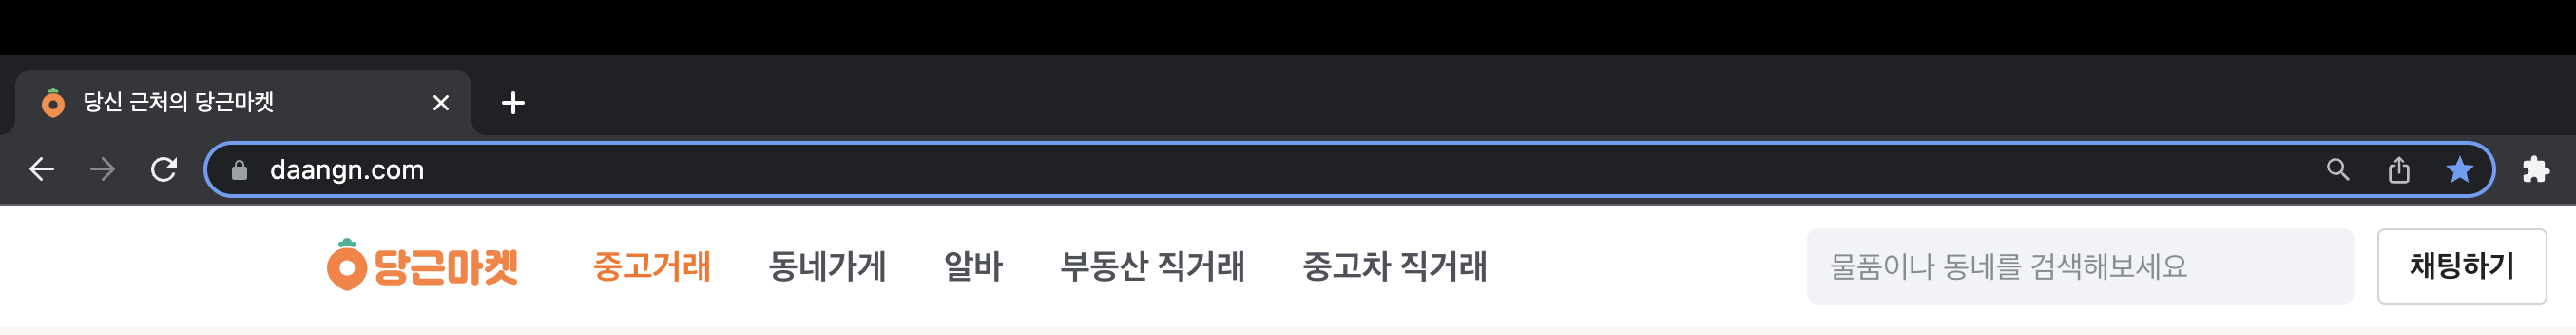 당신 근처의 당근마켓
daangn.com
당근마켓 중고거래 동네가게 알바 부동산 직거래 중고차 직거래 물품이나 동네를 검색해보세요 채팅하기